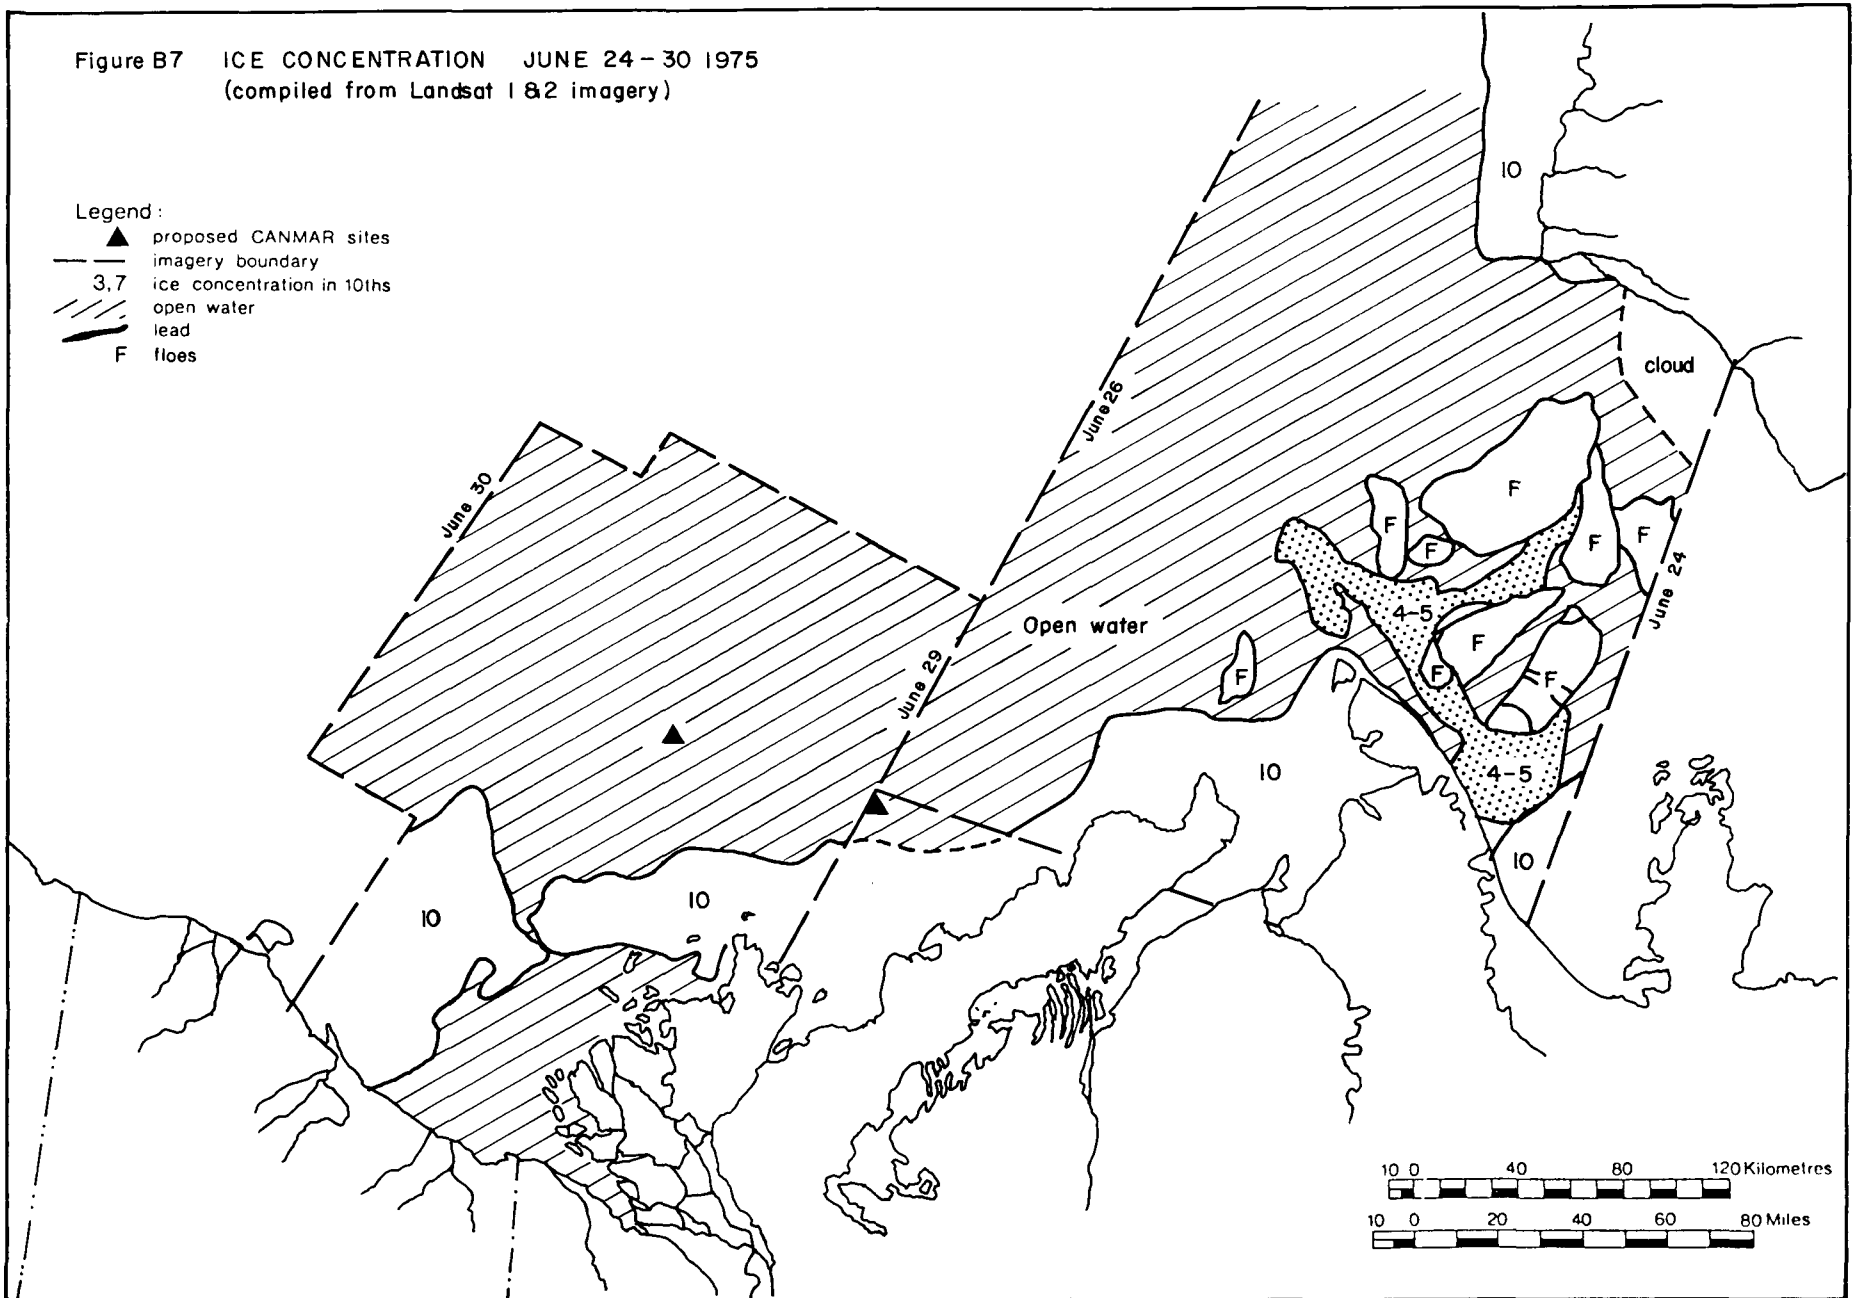 Figure B7 ICE CONCENTRATION JUNE 24-30 1975
(compiled from Landsat 1 & 2 imagery)
Legend :
proposed CANMAR sites
imagery boundary
3,7 ice concentration in 10ths
open water
lead
F floes
10
June 26
cloud
June 30
F
F
F
F
F
June 24
4-5
Open water
F
F
F
F
June 29
10
4-5
10
10
10
10 0 40 80 120 Kilometres
10 0 20 40 60 80 Miles